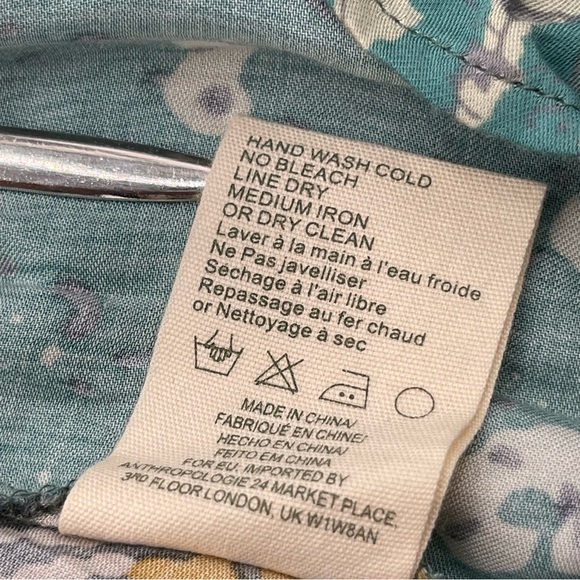 HAND WASH COLD
NO BLEACH
LINE DRY
MEDIUM IRON
OR DRY CLEAN
Laver à la main à l'eau froide
Ne Pas javelliser
Séchage à l'air libre
Repassage au fer chaud
or Nettoyage à sec
MADE IN CHINA/
FABRIQUÉ EN CHINE/
HECHO EN CHINA/
FEITO EM CHINA
FOR EU. IMPORTED BY
ANTHROPOLOGIE 24 MARKET PLACE,
3RD FLOOR LONDON, UK W1W8AN